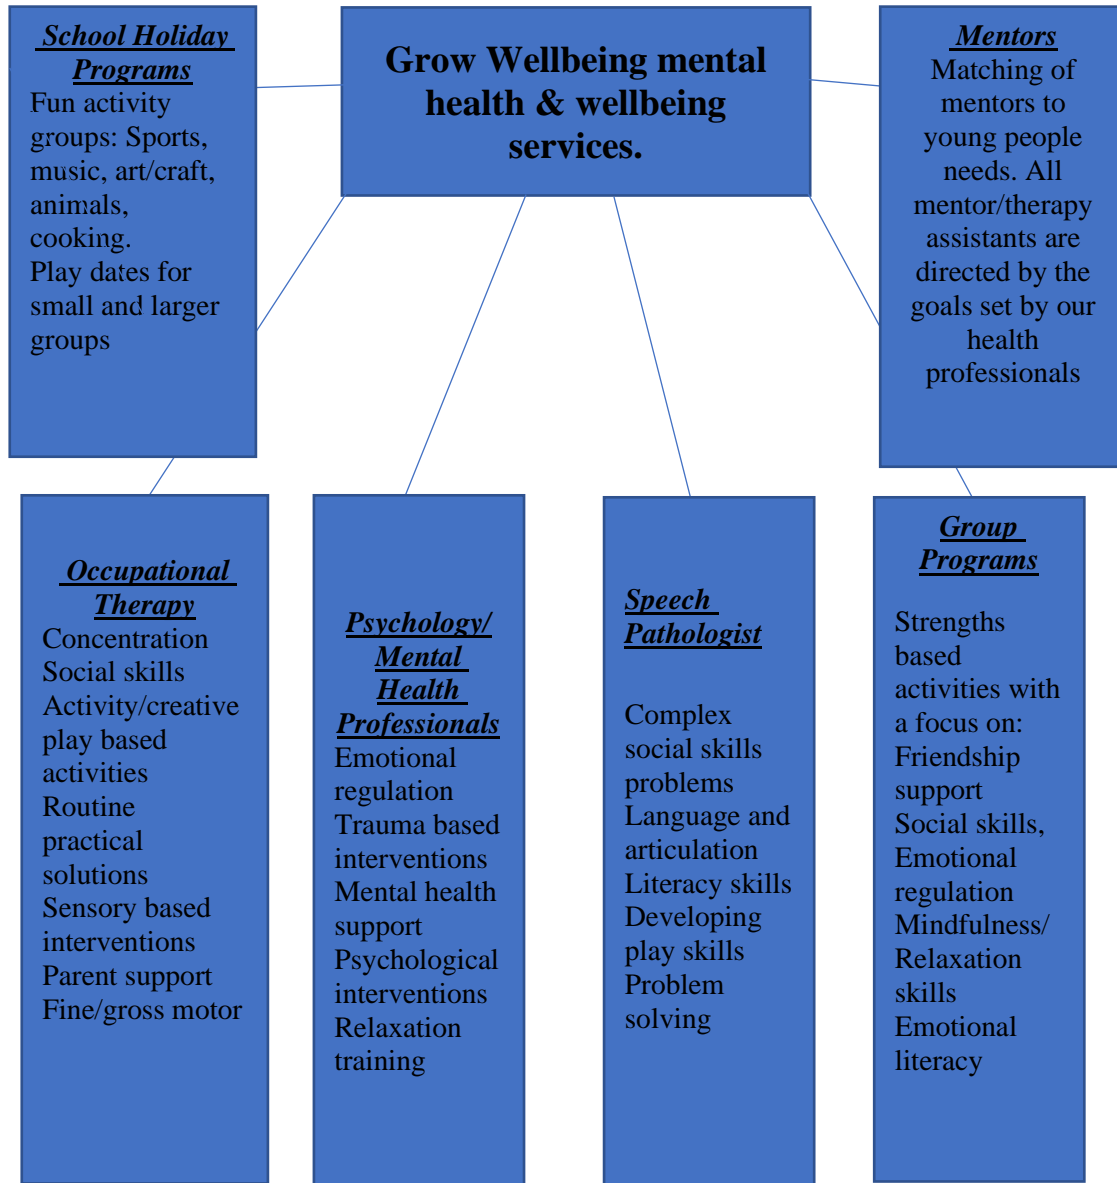 School Holiday
Programs
Fun activity
groups: Sports,
music, art/craft,
animals,
cooking.
Play dates for
small and larger
groups
Grow Wellbeing mental
health & wellbeing
services.
Mentors
Matching of
mentors to
young people
needs. All
mentor/therapy
assistants are
directed by the
goals set by our
health
professionals
Occupational
Therapy
Concentration
Social skills
Activity/creative
play based
activities
Routine
practical
solutions
Sensory based
interventions
Parent support
Fine/gross motor
Psychology/
Mental
Health
Professionals
Emotional
regulation
Trauma based
interventions
Mental health
support
Psychological
interventions
Relaxation
training
Speech
Pathologist
Complex
social skills
problems
Language and
articulation
Literacy skills
Developing
play skills
Problem
solving
Group
Programs
Strengths
based
activities with
a focus on:
Friendship
support
Social skills,
Emotional
regulation
Mindfulness/
Relaxation
skills
Emotional
literacy